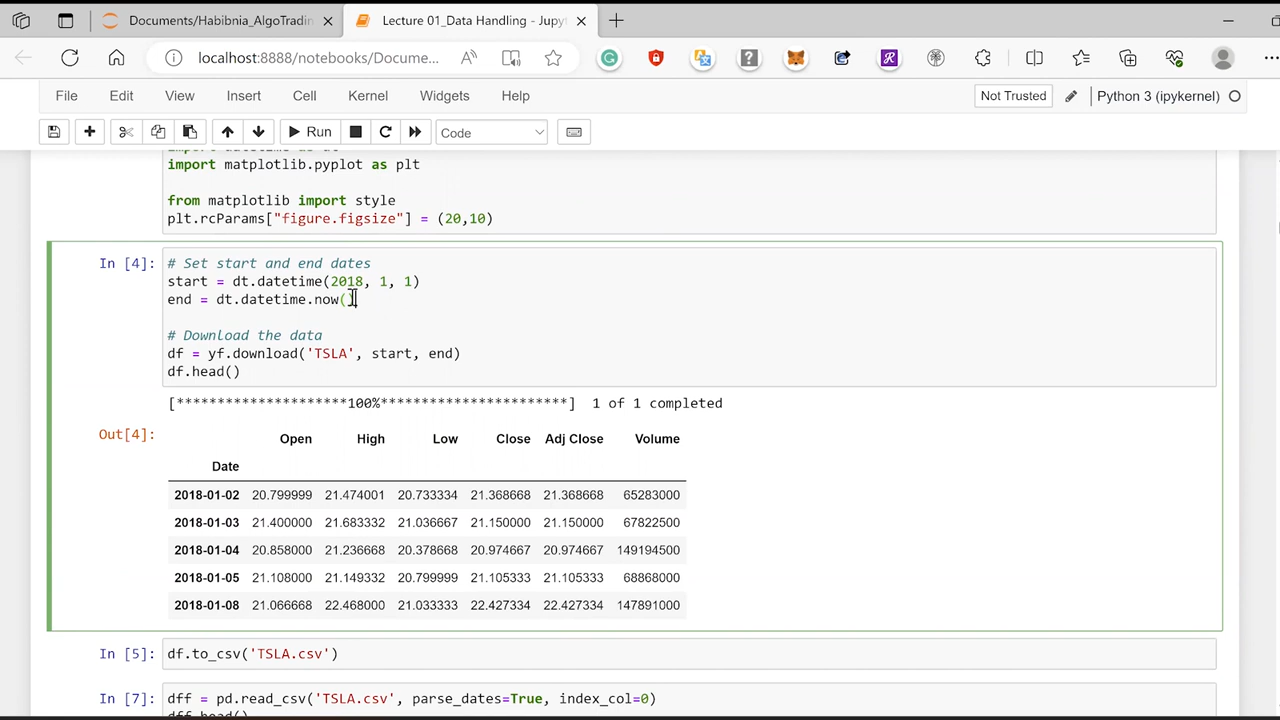 Documents/Habibnia_AlgoTradin
Lecture 01_Data Handling - Jupyt
localhost:8888/notebooks/Docume...
File Edit View Insert Cell Kernel Widgets Help
Not Trusted
Python 3 (ipykernel)
Run
Code
import datetime as dt
import matplotlib.pyplot as plt
from matplotlib import style
plt.rcParams["figure.figsize"] = (20,10)
In [4]:
# Set start and end dates
start = dt.datetime(2018, 1, 1)
end = dt.datetime.now()
# Download the data
df = yf.download('TSLA', start, end)
df.head()
[*********************100%***********************] 1 of 1 completed
Out[4]:
Open High Low Close Adj Close Volume
Date
2018-01-02 20.799999 21.474001 20.733334 21.368668 21.368668 65283000
2018-01-03 21.400000 21.683332 21.036667 21.150000 21.150000 67822500
2018-01-04 20.858000 21.236668 20.378668 20.974667 20.974667 149194500
2018-01-05 21.108000 21.149332 20.799999 21.105333 21.105333 68868000
2018-01-08 21.066668 22.468000 21.033333 22.427334 22.427334 147891000
In [5]: df.to_csv('TSLA.csv')
In [7]: dff = pd.read_csv('TSLA.csv', parse_dates=True, index_col=0)
dff.head()